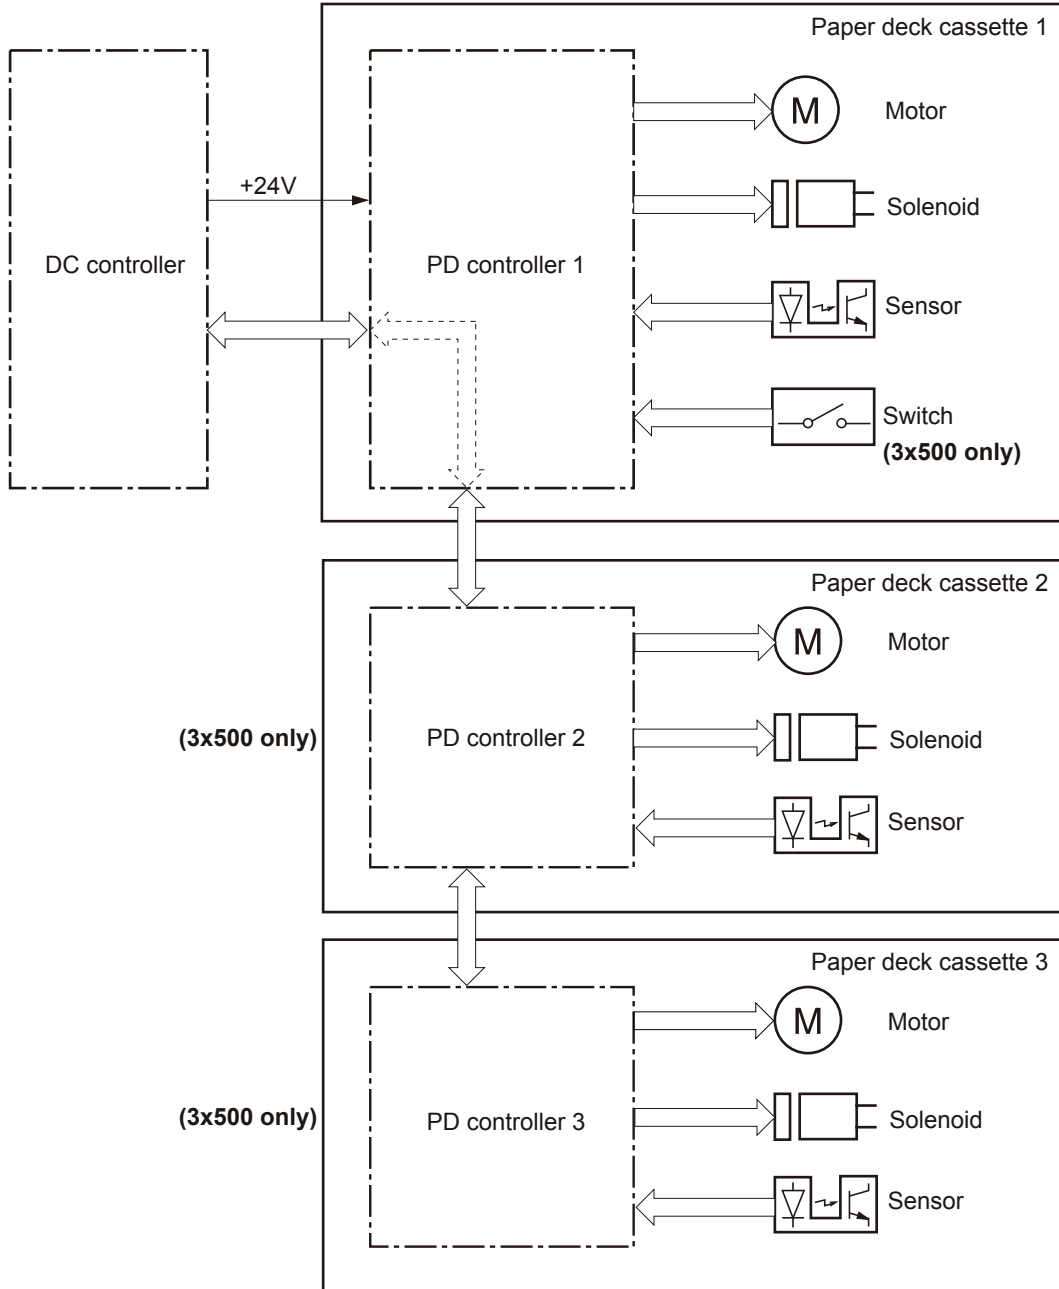 Paper deck cassette 1
M
Motor
+24V
Solenoid
DC controller
PD controller 1
Sensor
Switch
(3x500 only)
Paper deck cassette 2
M
Motor
(3x500 only)
PD controller 2
Solenoid
Sensor
Paper deck cassette 3
M
Motor
(3x500 only)
PD controller 3
Solenoid
Sensor